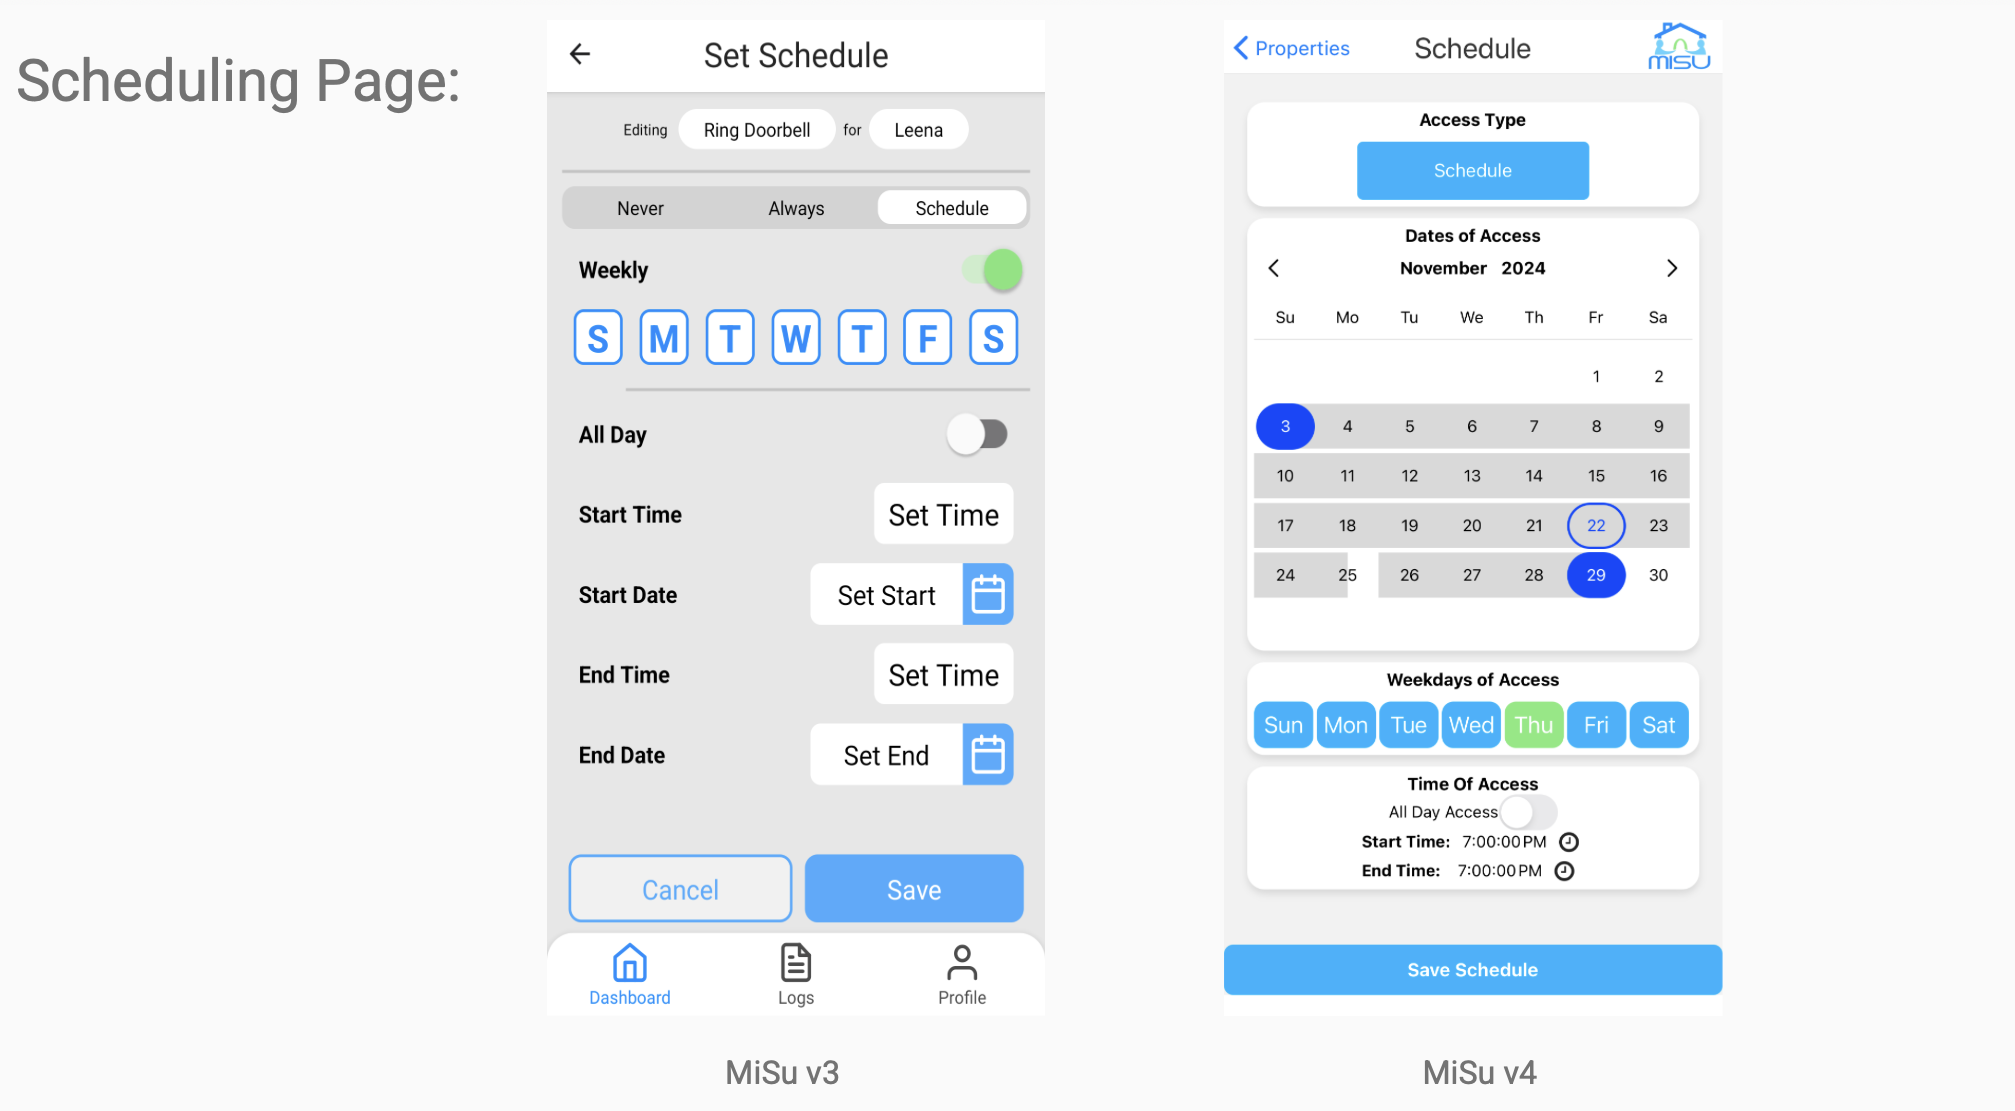 Scheduling Page:
Set Schedule
Editing Ring Doorbell for Leena
Never Always Schedule
Weekly
S M T W T F S
All Day
Start Time Set Time
Start Date Set Start
End Time Set Time
End Date Set End
Cancel Save
Dashboard Logs Profile
MiSu v3
Properties Schedule MISU
Access Type
Schedule
Dates of Access
November 2024
Su Mo Tu We Th Fr Sa
1 2
3 4 5 6 7 8 9
10 11 12 13 14 15 16
17 18 19 20 21 22 23
24 25 26 27 28 29 30
Weekdays of Access
Sun Mon Tue Wed Thu Fri Sat
Time Of Access
All Day Access
Start Time: 7:00:00 PM
End Time: 7:00:00 PM
Save Schedule
MiSu v4